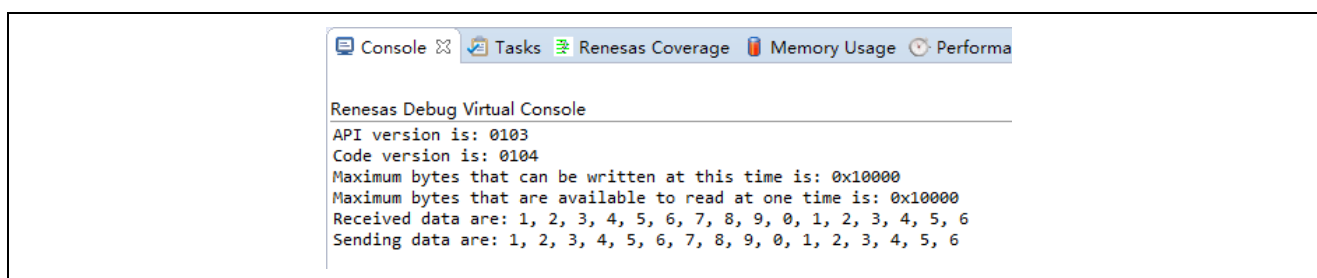 Console Tasks Renesas Coverage Memory Usage Performa
Renesas Debug Virtual Console
API version is: 0103
Code version is: 0104
Maximum bytes that can be written at this time is: 0x10000
Maximum bytes that are available to read at one time is: 0x10000
Received data are: 1, 2, 3, 4, 5, 6, 7, 8, 9, 0, 1, 2, 3, 4, 5, 6
Sending data are: 1, 2, 3, 4, 5, 6, 7, 8, 9, 0, 1, 2, 3, 4, 5, 6